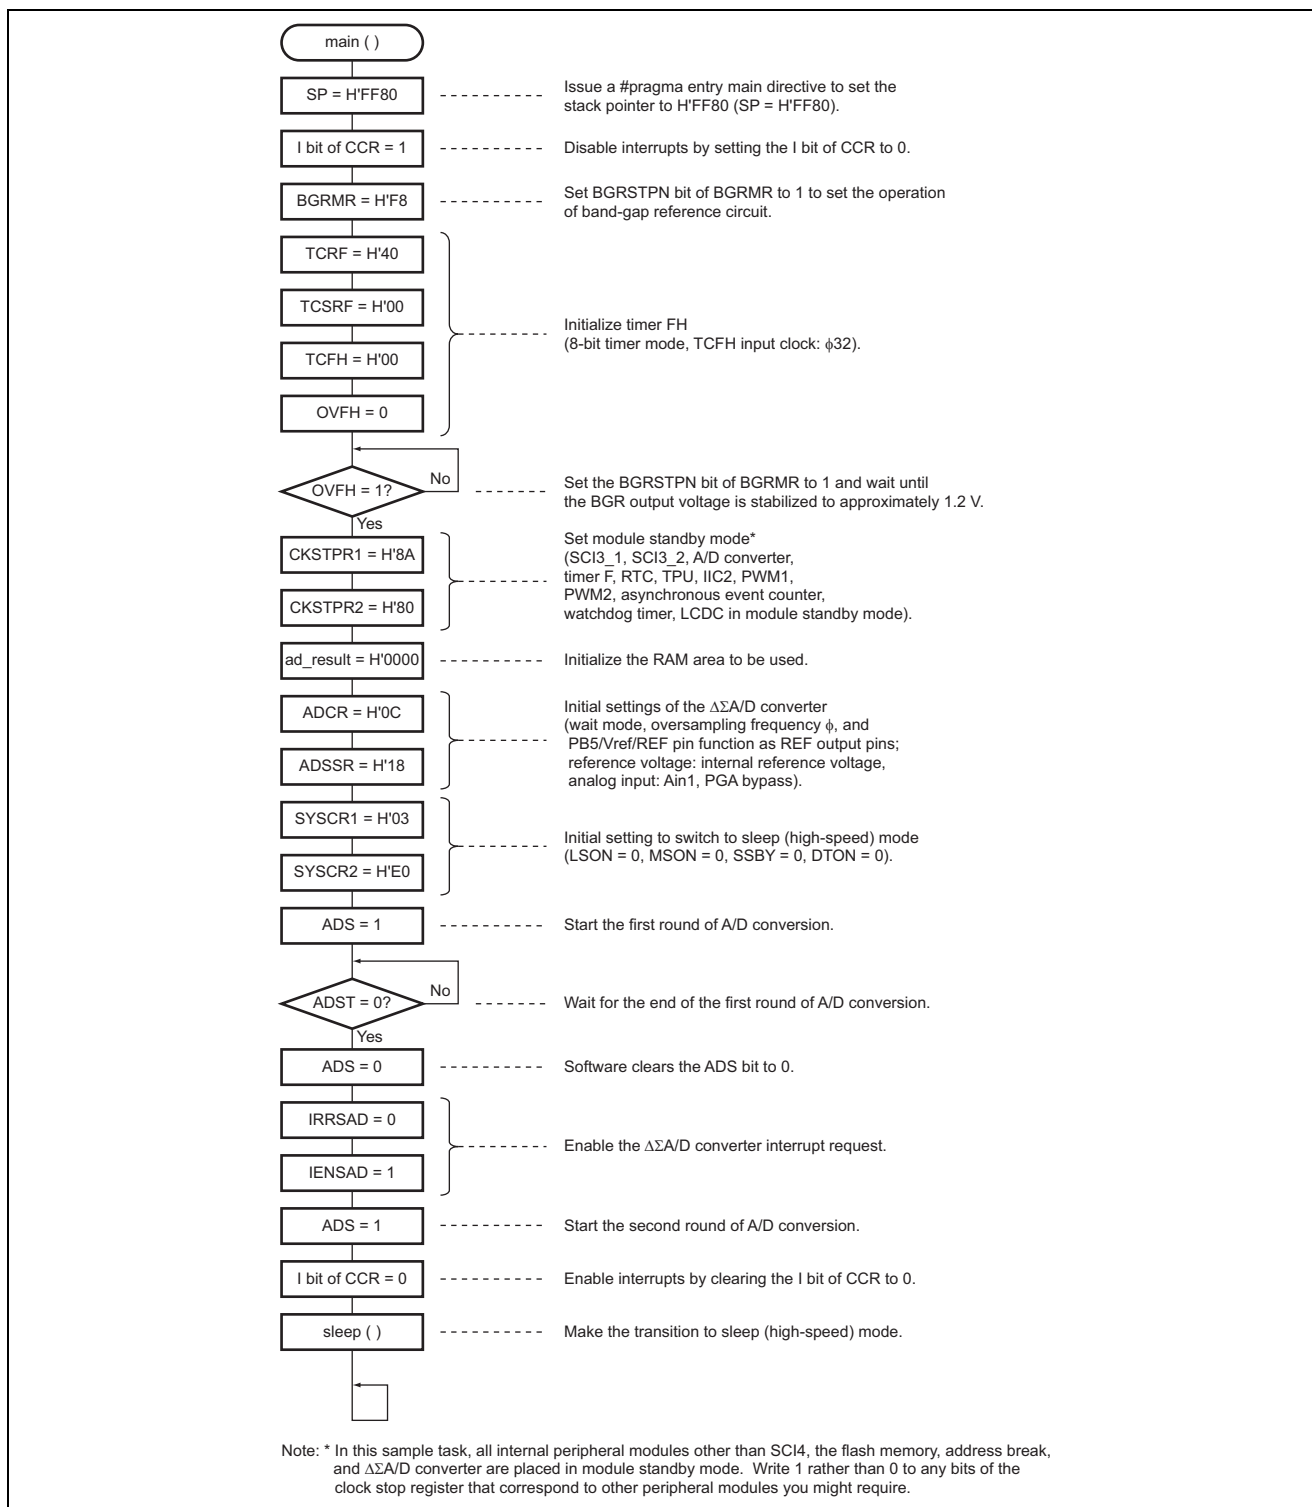 main ( )
SP = H'FF80
Issue a #pragma entry main directive to set the
stack pointer to H'FF80 (SP = H'FF80).
I bit of CCR = 1
Disable interrupts by setting the I bit of CCR to 0.
BGRMR = H'F8
Set BGRSTPN bit of BGRMR to 1 to set the operation
of band-gap reference circuit.
TCRF = H'40
TCSRF = H'00
TCFH = H'00
OVFH = 0
Initialize timer FH
(8-bit timer mode, TCFH input clock: ϕ32).
OVFH = 1?
No
Yes
Set the BGRSTPN bit of BGRMR to 1 and wait until
the BGR output voltage is stabilized to approximately 1.2 V.
CKSTPR1 = H'8A
CKSTPR2 = H'80
Set module standby mode*
(SCI3_1, SCI3_2, A/D converter,
timer F, RTC, TPU, IIC2, PWM1,
PWM2, asynchronous event counter,
watchdog timer, LCDC in module standby mode).
ad_result = H'0000
Initialize the RAM area to be used.
ADCR = H'0C
ADSSR = H'18
Initial settings of the ΔΣA/D converter
(wait mode, oversampling frequency ϕ, and
PB5/Vref/REF pin function as REF output pins;
reference voltage: internal reference voltage,
analog input: Ain1, PGA bypass).
SYSCR1 = H'03
SYSCR2 = H'E0
Initial setting to switch to sleep (high-speed) mode
(LSON = 0, MSON = 0, SSBY = 0, DTON = 0).
ADS = 1
Start the first round of A/D conversion.
ADST = 0?
No
Yes
Wait for the end of the first round of A/D conversion.
ADS = 0
Software clears the ADS bit to 0.
IRRSAD = 0
IENSAD = 1
Enable the ΔΣA/D converter interrupt request.
ADS = 1
Start the second round of A/D conversion.
I bit of CCR = 0
Enable interrupts by clearing the I bit of CCR to 0.
sleep ( )
Make the transition to sleep (high-speed) mode.
Note: * In this sample task, all internal peripheral modules other than SCI4, the flash memory, address break,
and ΔΣA/D converter are placed in module standby mode. Write 1 rather than 0 to any bits of the
clock stop register that correspond to other peripheral modules you might require.